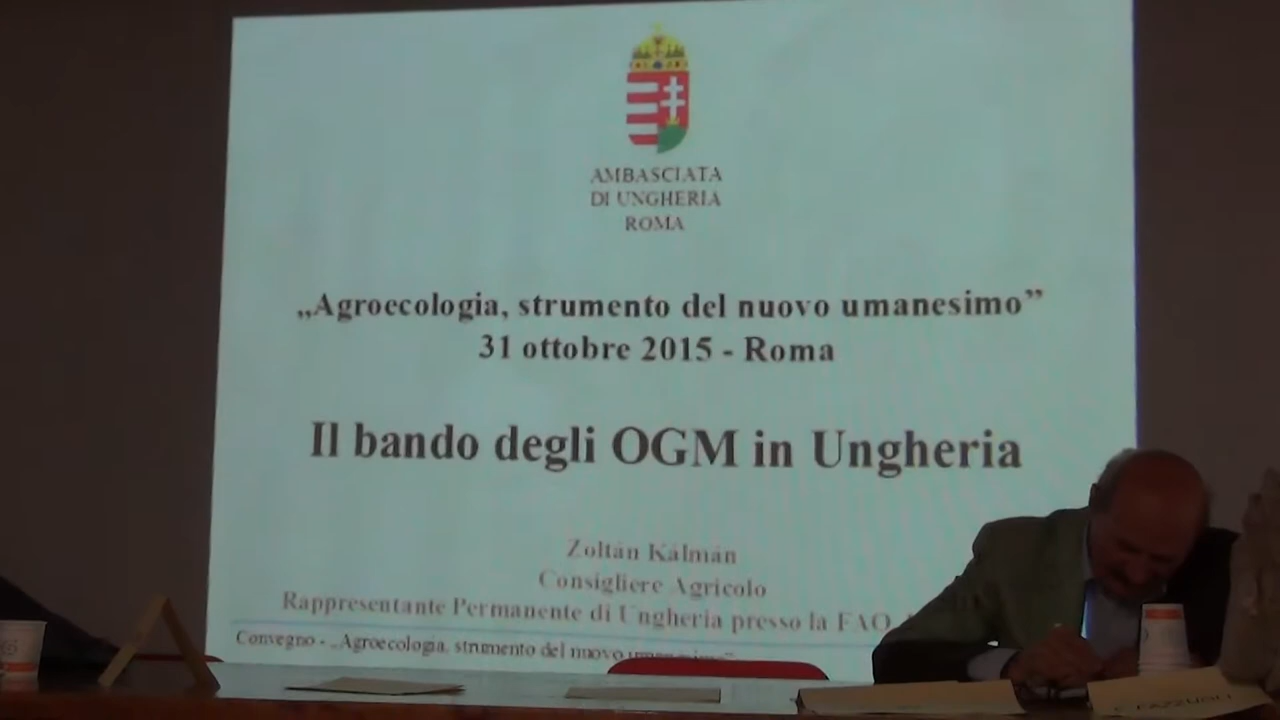 AMBASCIATA
DI UNGHERIA
ROMA
„Agroecologia, strumento del nuovo umanesimo”
31 ottobre 2015 - Roma
Il bando degli OGM in Ungheria
Zoltán Kálmán
Consigliere Agricolo
Rappresentante Permanente di Ungheria presso la FAO
Convegno - „Agroecologia, strumento del nuovo umanesimo”